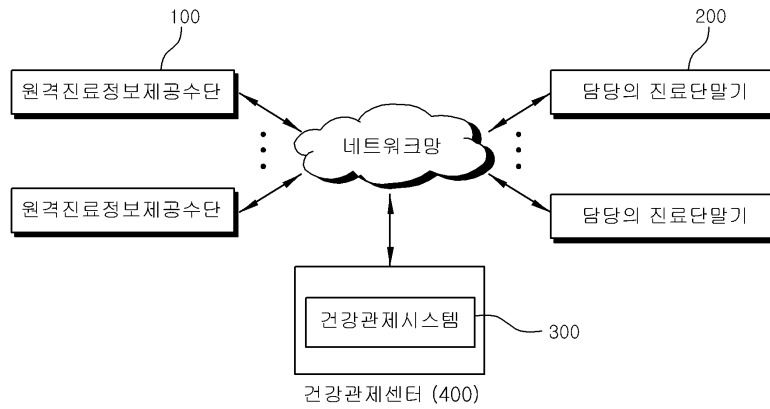 100
200
원격진료정보제공수단
담당의 진료단말기
네트워크망
원격진료정보제공수단
담당의 진료단말기
건강관제시스템
300
건강관제센터 (400)